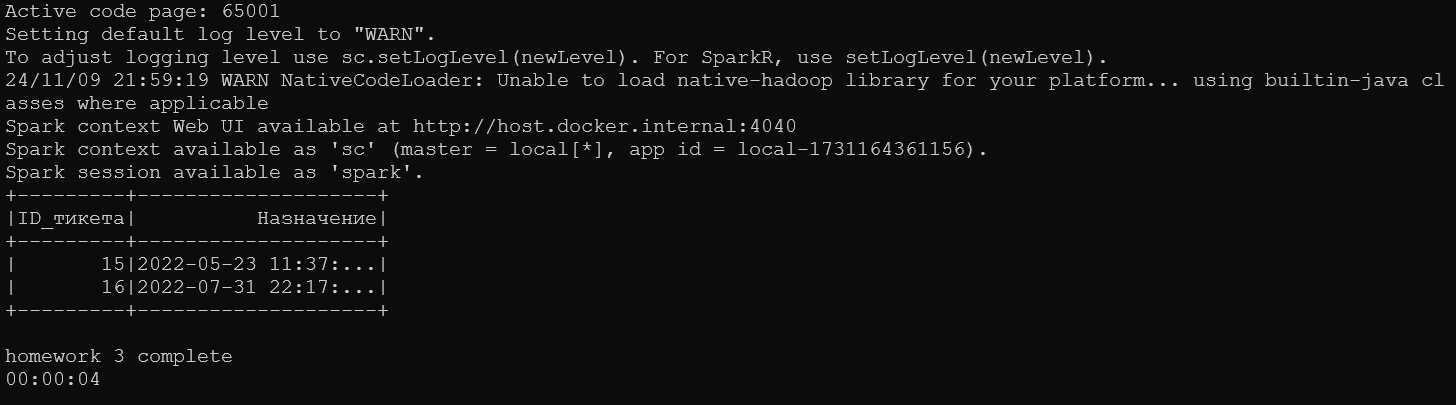 Active code page: 65001
Setting default log level to "WARN".
To adjust logging level use sc.setLogLevel(newLevel). For SparkR, use setLogLevel(newLevel).
24/11/09 21:59:19 WARN NativeCodeLoader: Unable to load native-hadoop library for your platform... using builtin-java cl
asses where applicable
Spark context Web UI available at http://host.docker.internal:4040
Spark context available as 'sc' (master = local[*], app id = local-1731164361156).
Spark session available as 'spark'.
+---------+--------------------+
|ID_тикета|          Назначение|
+---------+--------------------+
|       15|2022-05-23 11:37:...|
|       16|2022-07-31 22:17:...|
+---------+--------------------+
homework 3 complete
00:00:04